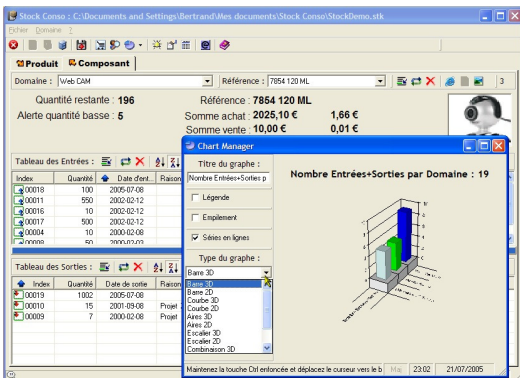 Stock Conso : C:\Documents and Settings\Bertrand\Mes documents\Stock Conso\StockDemo.stk
Fichier Domaine ?
Produit Composant
Domaine : Web CAM Référence : 7854 120 ML 3
Quantité restante : 196 Référence : 7854 120 ML
Alerte quantité basse : 5 Somme achat : 2025,10 € 1,66 €
Somme vente : 10,00 € 0,01 €
Chart Manager
Titre du graphe :
Nombre Entrées+Sorties p
Légende
Empilement
Séries en lignes
Type du graphe :
Barre 3D
Barre 3D
Barre 2D
Courbe 3D
Courbe 2D
Aires 3D
Aires 2D
Escalier 3D
Escalier 2D
Combinaison 3D
Nombre Entrées+Sorties par Domaine : 19
Maintenez la touche Ctrl enfoncée et déplacez le curseur vers le b Maj 23:02 21/07/2005
Tableau des Entrées :
Index Quantité Date d'ent... Raison
00018 100 2005-07-08
00011 550 2002-02-12
00016 10 2002-02-12
00017 500 2002-02-12
00004 10 2000-02-08
00009 50 2000-02-03
Tableau des Sorties :
Index Quantité Date de sortie Raison
00019 1002 2005-07-08
00010 15 2001-09-08 Projet
00009 7 2000-02-08 Projet